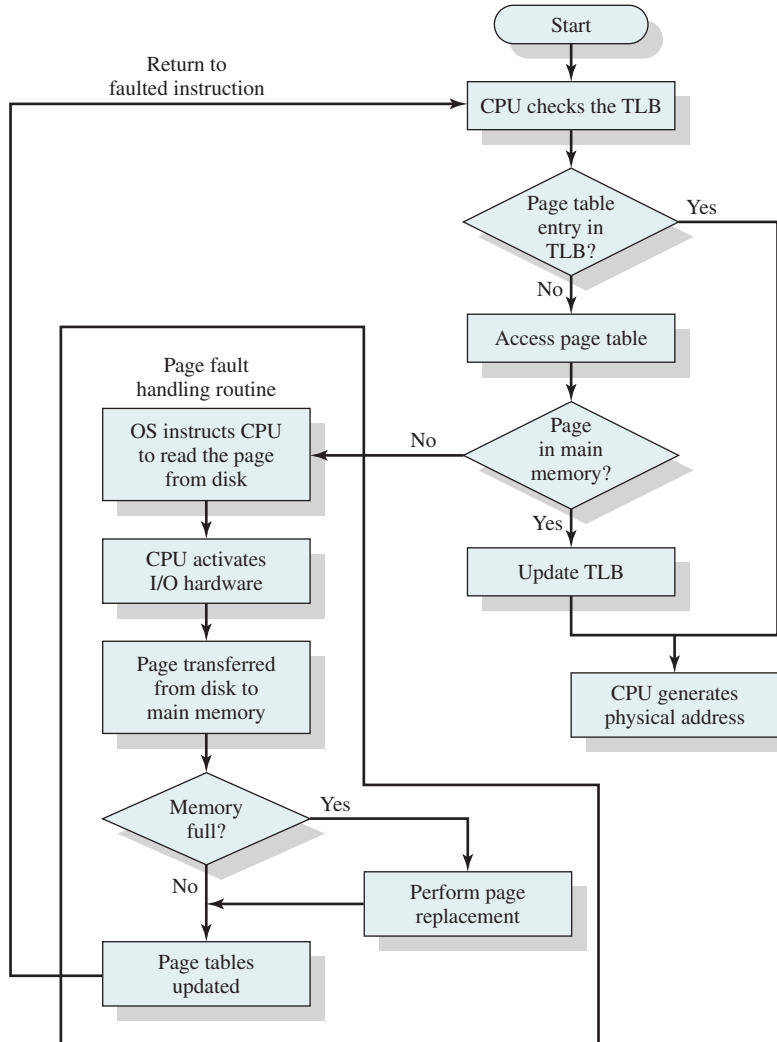 Start
Return to
faulted instruction
CPU checks the TLB
Page table
entry in
TLB?
Yes
No
Access page table
Page fault
handling routine
OS instructs CPU
to read the page
from disk
No
Page
in main
memory?
Yes
CPU activates
I/O hardware
Update TLB
Page transferred
from disk to
main memory
CPU generates
physical address
Memory
full?
Yes
No
Perform page
replacement
Page tables
updated